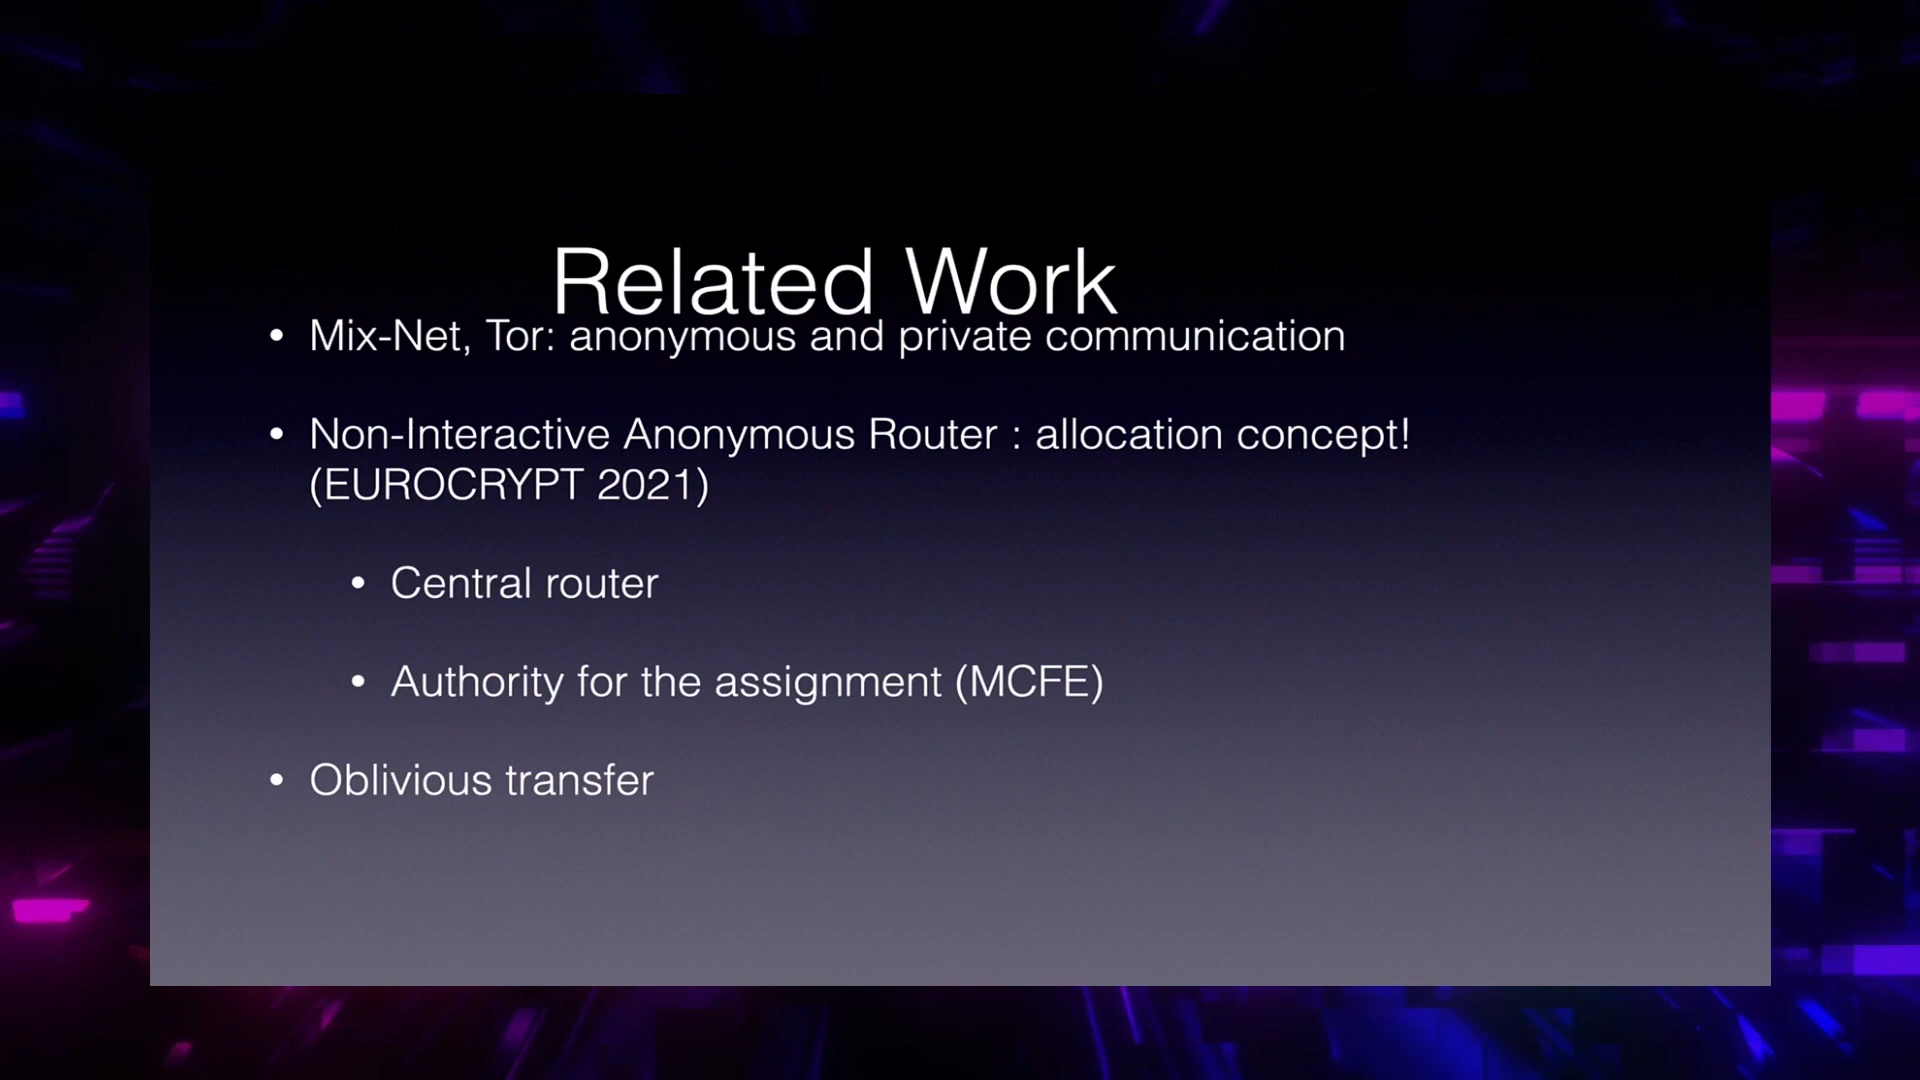 Related Work
• Mix-Net, Tor: anonymous and private communication
• Non-Interactive Anonymous Router : allocation concept!
(EUROCRYPT 2021)
• Central router
• Authority for the assignment (MCFE)
• Oblivious transfer